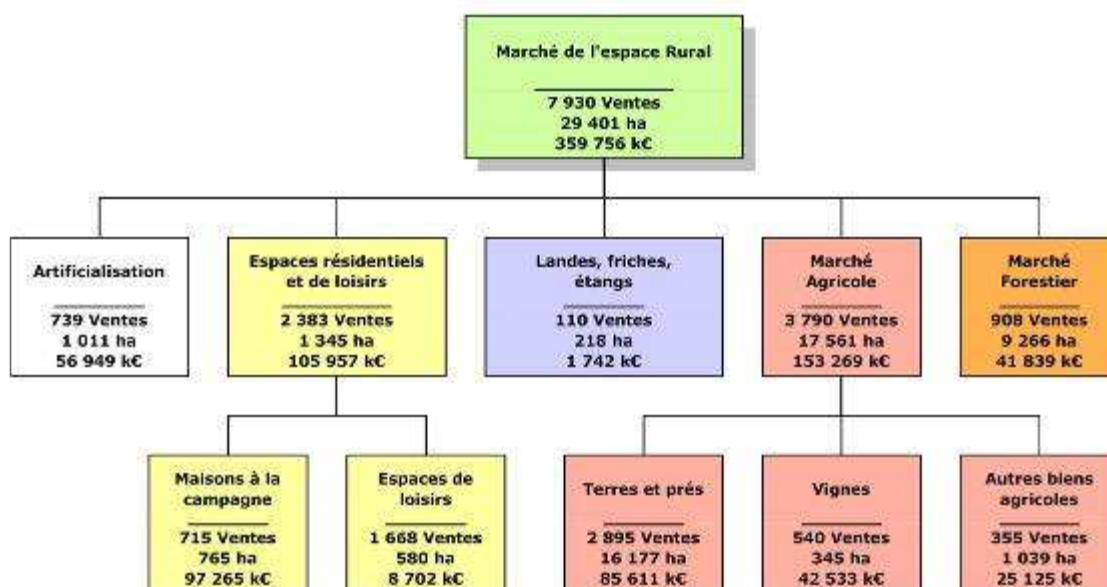 Marché de l'espace Rural
7 930 Ventes
29 401 ha
359 756 k€
Artificialisation
739 Ventes
1 011 ha
56 949 k€
Espaces résidentiels
et de loisirs
2 383 Ventes
1 345 ha
105 957 k€
Landes, friches,
étangs
110 Ventes
218 ha
1 742 k€
Marché
Agricole
3 790 Ventes
17 561 ha
153 269 k€
Marché
Forestier
908 Ventes
9 266 ha
41 839 k€
Maisons à la
campagne
715 Ventes
765 ha
97 265 k€
Espaces de
loisirs
1 668 Ventes
580 ha
8 702 k€
Terres et prés
2 895 Ventes
16 177 ha
85 611 k€
Vignes
540 Ventes
345 ha
42 533 k€
Autres biens
agricoles
355 Ventes
1 039 ha
25 125 k€